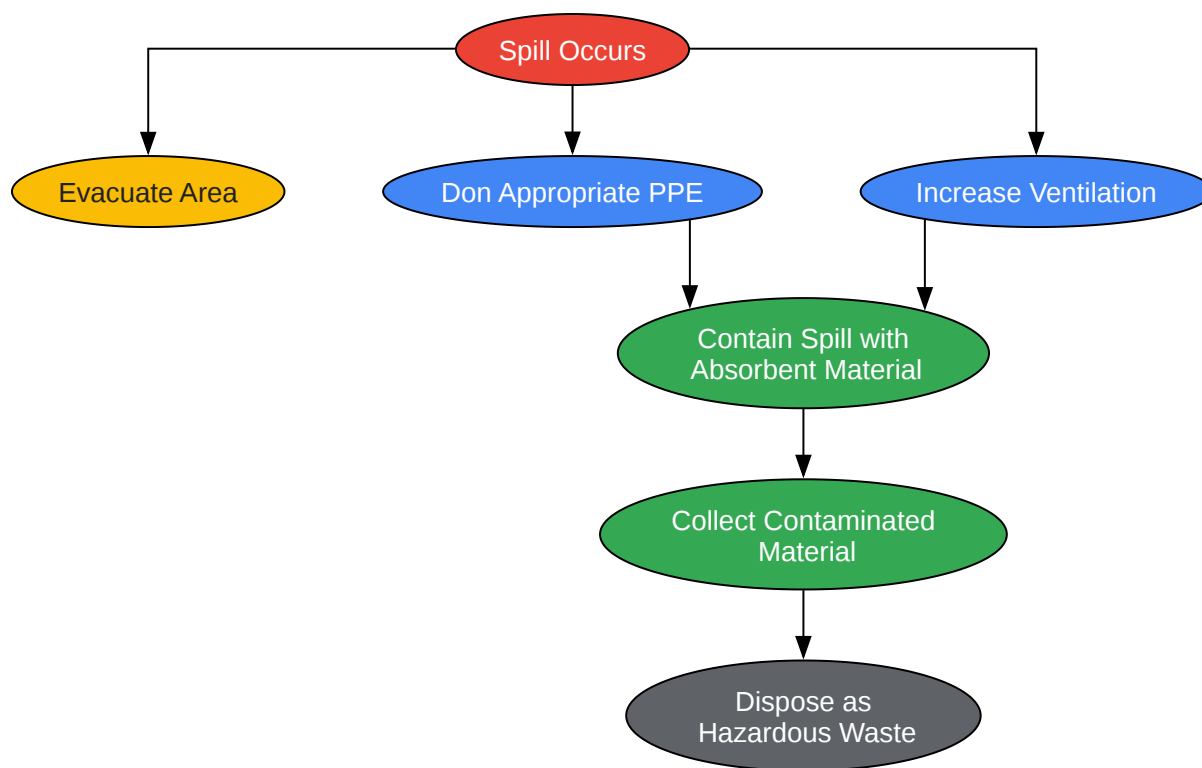 Spill Occurs
Evacuate Area
Don Appropriate PPE
Increase Ventilation
Contain Spill with
Absorbent Material
Collect Contaminated
Material
Dispose as
Hazardous Waste